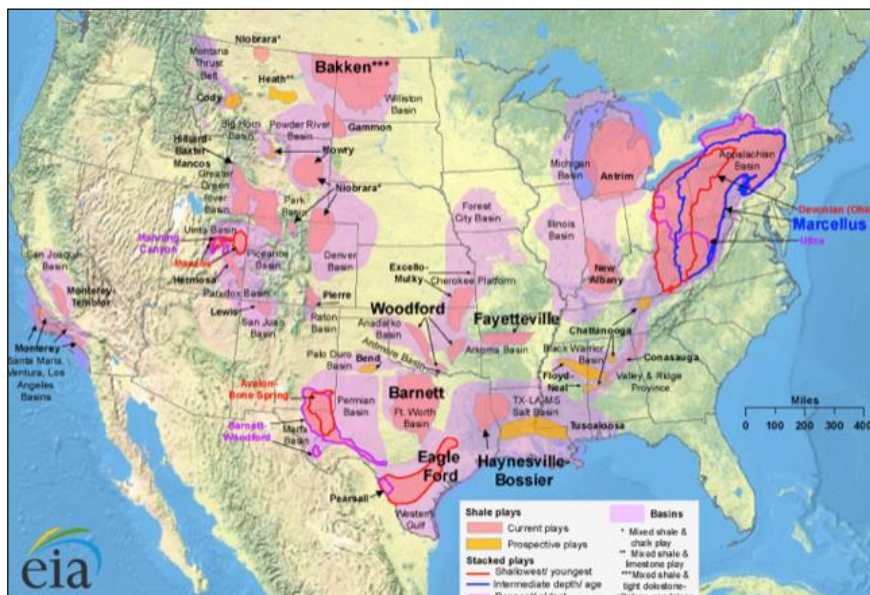 Niobrara*
Montana
Thrust
Belt
Bakken***
Heath**
Cody
Williston
Basin
Big Horn
Basin
Powder River
Basin
Gammon
Hilliard-
Baxter-
Mancos
Mowry
Greater
Green
River
Basin
Niobrara*
Park
Basin
Michigan
Basin
Antrim
Appalachian
Basin
Devonian (Ohio
Marcellus
Utica
Forest
City Basin
Illinois
Basin
Uinta Basin
Manning
Canyon
Mancos
Piceance
Basin
Denver
Basin
Hermosa
Paradox Basin
San Joaquin
Basin
Monterey-
Temblor
Excello-
Mulky
Cherokee Platform
New
Albany
Pierre
Lewis
San Juan
Basin
Raton
Basin
Woodford
Anadarko
Basin
Fayetteville
Chattanooga
Monterey
Santa Maria,
Ventura, Los
Angeles
Basins
Ardmore Basin
Arkoma Basin
Black Warrior
Basin
Conasauga
Palo Duro
Basin
Bend
Floyd-
Neal
Valley & Ridge
Province
Avalon-
Bone Spring
Permian
Basin
Barnett
Ft. Worth
Basin
TX-LA-MS
Salt Basin
Tuscaloosa
Miles
0 100 200 300 400
Barnett-
Woodford
Marfa
Basin
Eagle
Ford
Haynesville-
Bossier
Pearsall
Western
Gulf
Shale plays
Current plays
Prospective plays
Stacked plays
Shallowest/ youngest
Intermediate depth/ age
Basins
* Mixed shale &
chalk play
** Mixed shale &
limestone play
***Mixed shale &
tight dolostone-
eia